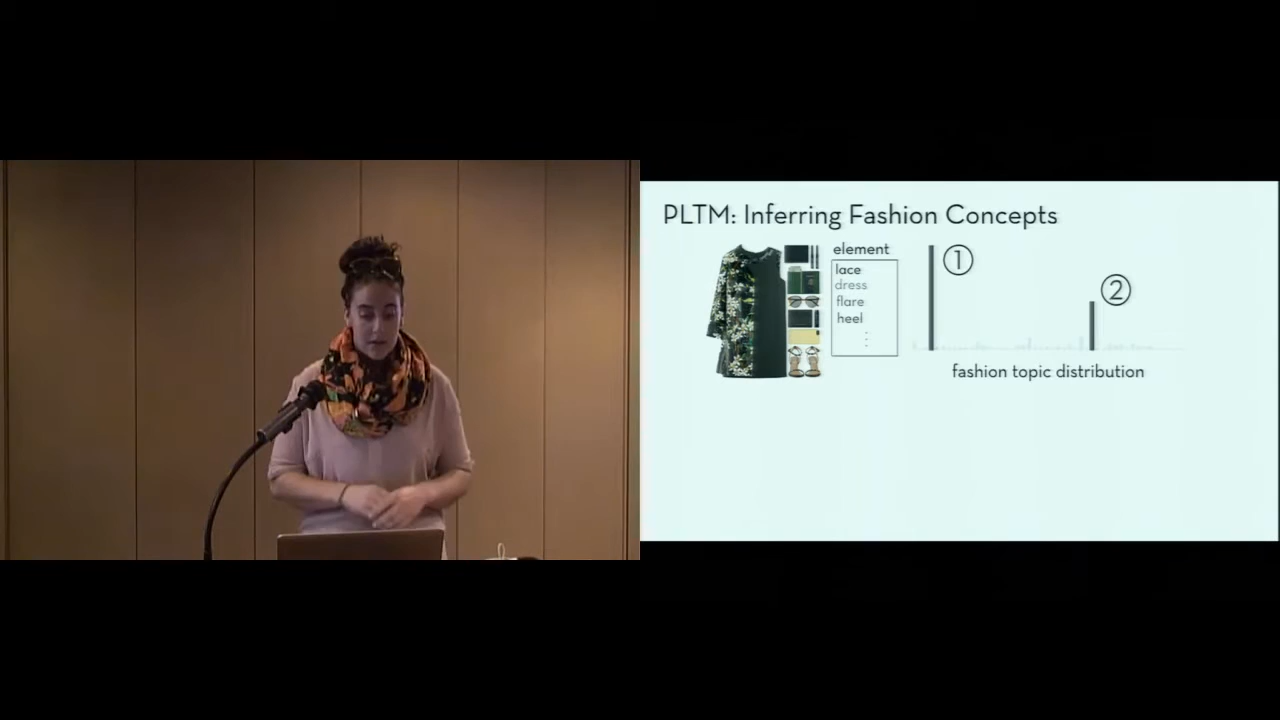 PLTM: Inferring Fashion Concepts
element
lace
dress
flare
heel
1
2
fashion topic distribution